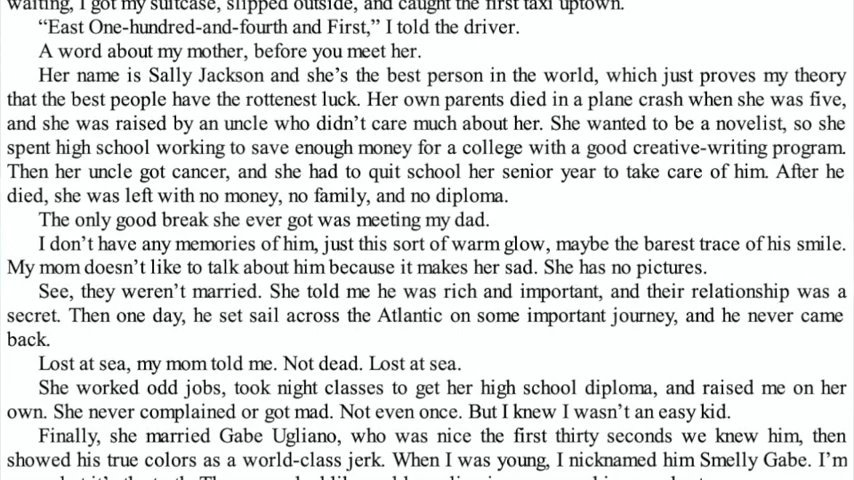 waiting, I got my suitcase, slipped outside, and caught the first taxi uptown.
“East One-hundred-and-fourth and First,” I told the driver.
A word about my mother, before you meet her.
Her name is Sally Jackson and she’s the best person in the world, which just proves my theory
that the best people have the rottenest luck. Her own parents died in a plane crash when she was five,
and she was raised by an uncle who didn’t care much about her. She wanted to be a novelist, so she
spent high school working to save enough money for a college with a good creative-writing program.
Then her uncle got cancer, and she had to quit school her senior year to take care of him. After he
died, she was left with no money, no family, and no diploma.
The only good break she ever got was meeting my dad.
I don’t have any memories of him, just this sort of warm glow, maybe the barest trace of his smile.
My mom doesn’t like to talk about him because it makes her sad. She has no pictures.
See, they weren’t married. She told me he was rich and important, and their relationship was a
secret. Then one day, he set sail across the Atlantic on some important journey, and he never came
back.
Lost at sea, my mom told me. Not dead. Lost at sea.
She worked odd jobs, took night classes to get her high school diploma, and raised me on her
own. She never complained or got mad. Not even once. But I knew I wasn’t an easy kid.
Finally, she married Gabe Ugliano, who was nice the first thirty seconds we knew him, then
showed his true colors as a world-class jerk. When I was young, I nicknamed him Smelly Gabe. I’m